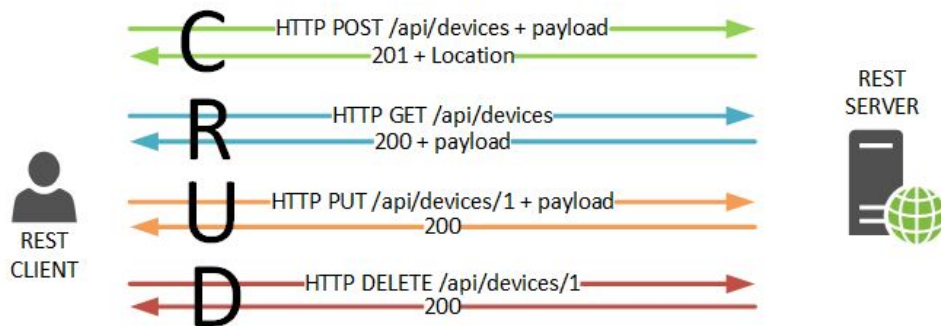 C
HTTP POST /api/devices + payload
201 + Location
R
HTTP GET /api/devices
200 + payload
U
HTTP PUT /api/devices/1 + payload
200
D
HTTP DELETE /api/devices/1
200
REST
CLIENT
REST
SERVER